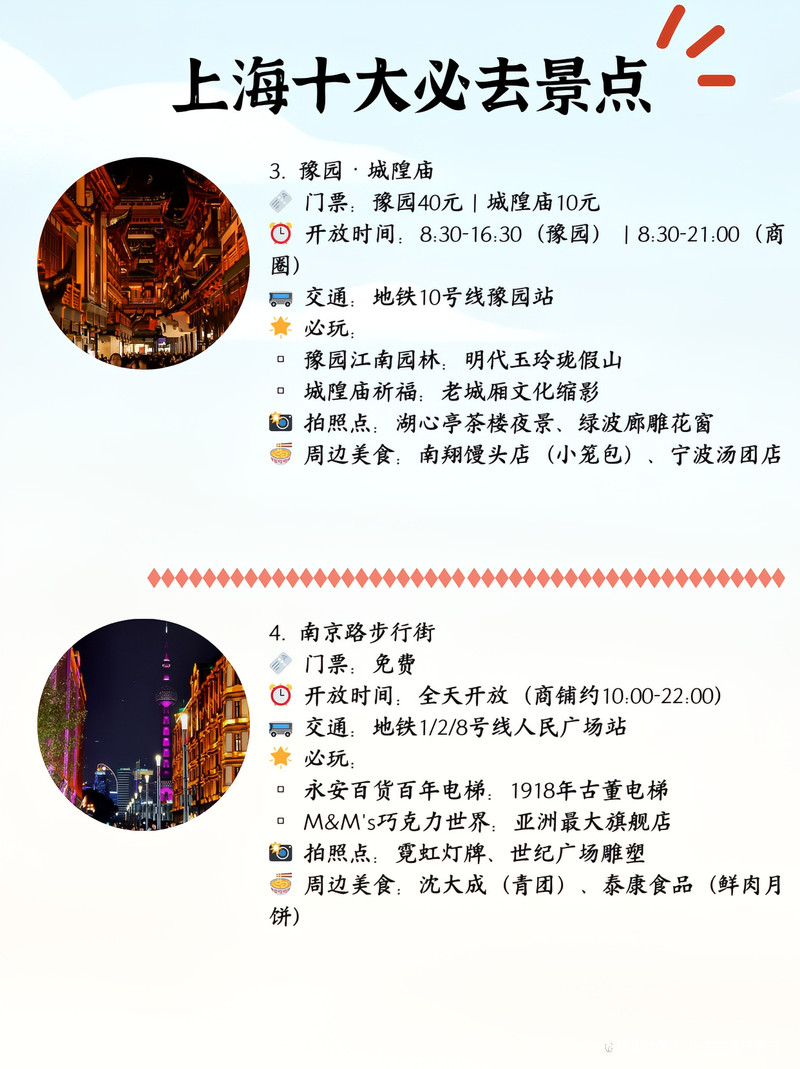 上海十大必去景点
3. 豫园·城隍庙
门票：豫园40元 | 城隍庙10元
开放时间：8:30-16:30（豫园） | 8:30-21:00（商
圈）
交通：地铁10号线豫园站
必玩：
▫ 豫园江南园林：明代玉玲珑假山
▫ 城隍庙祈福：老城厢文化缩影
拍照点：湖心亭茶楼夜景、绿波廊雕花窗
周边美食：南翔馒头店（小笼包）、宁波汤团店
4. 南京路步行街
门票：免费
开放时间：全天开放（商铺约10:00-22:00）
交通：地铁1/2/8号线人民广场站
必玩：
▫ 永安百货百年电梯：1918年古董电梯
▫ M&M's巧克力世界：亚洲最大旗舰店
拍照点：霓虹灯牌、世纪广场雕塑
周边美食：沈大成（青团）、泰康食品（鲜肉月
饼）